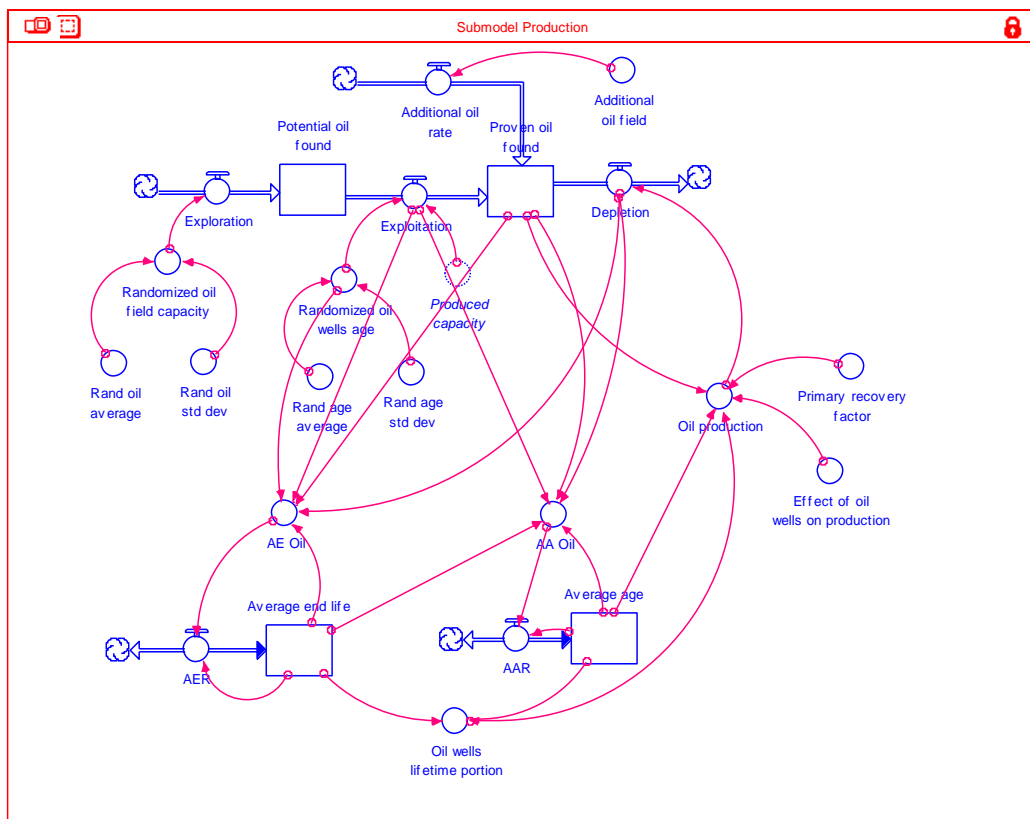 Submodel Production
Additional oil
rate
Additional
oil field
Potential oil
found
Proven oil
found
Exploration
Exploitation
Depletion
Randomized oil
field capacity
Randomized oil
wells age
Produced
capacity
Rand oil
average
Rand oil
std dev
Rand age
average
Rand age
std dev
Primary recovery
factor
Oil production
Effect of oil
wells on production
AE Oil
AA Oil
Average end life
Average age
AER
AAR
Oil wells
lifetime portion